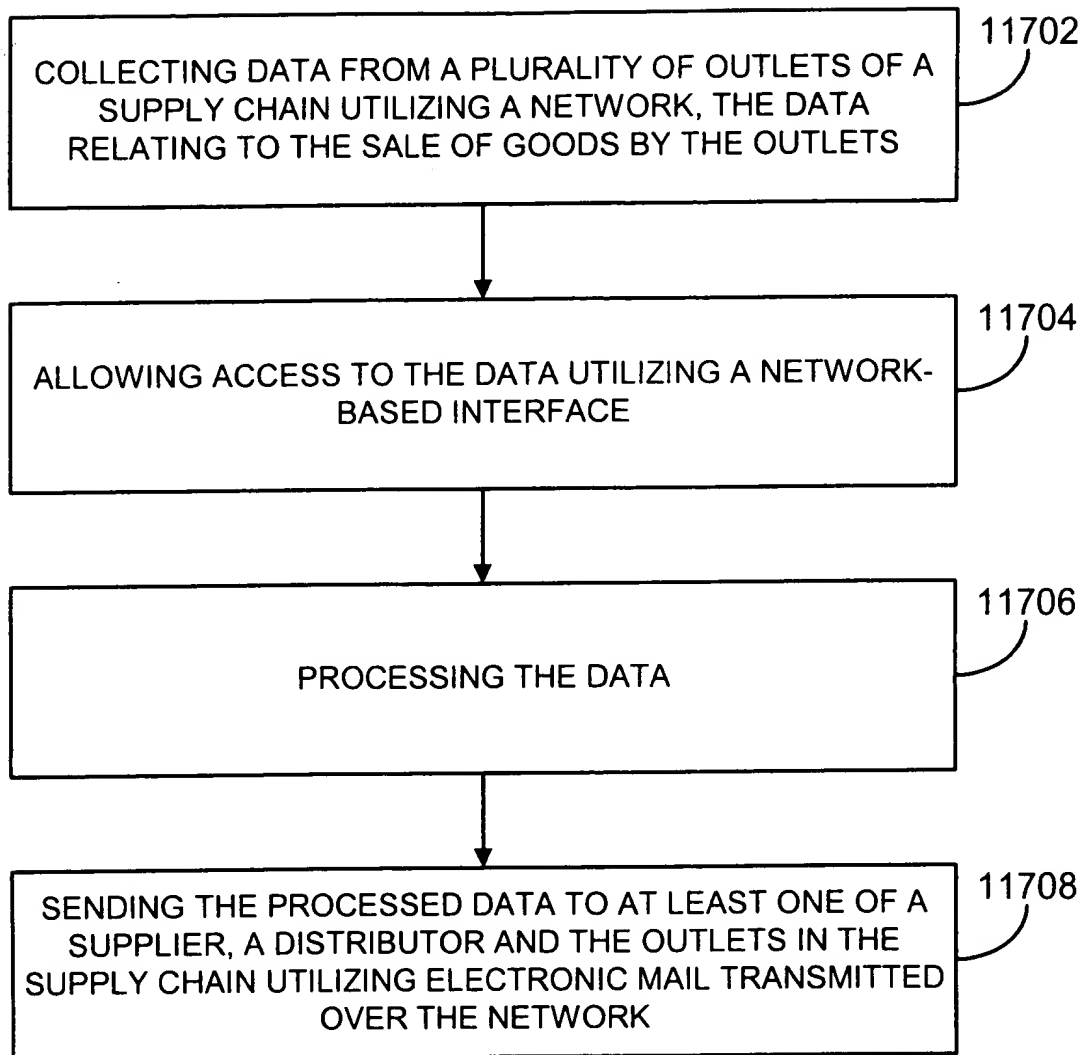 11702
COLLECTING DATA FROM A PLURALITY OF OUTLETS OF A
SUPPLY CHAIN UTILIZING A NETWORK, THE DATA
RELATING TO THE SALE OF GOODS BY THE OUTLETS
11704
ALLOWING ACCESS TO THE DATA UTILIZING A NETWORK-
BASED INTERFACE
11706
PROCESSING THE DATA
11708
SENDING THE PROCESSED DATA TO AT LEAST ONE OF A
SUPPLIER, A DISTRIBUTOR AND THE OUTLETS IN THE
SUPPLY CHAIN UTILIZING ELECTRONIC MAIL TRANSMITTED
OVER THE NETWORK